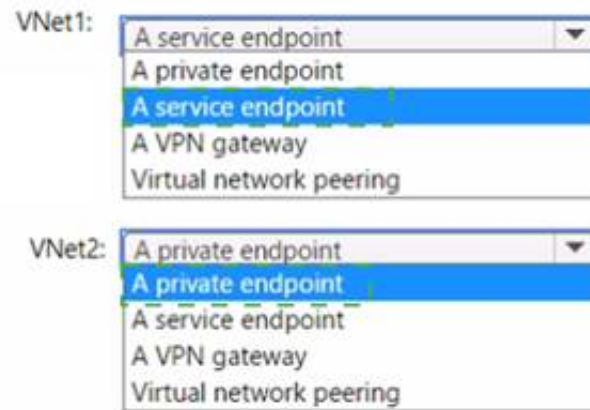 VNet1: A service endpoint
A private endpoint
A service endpoint
A VPN gateway
Virtual network peering
VNet2: A private endpoint
A private endpoint
A service endpoint
A VPN gateway
Virtual network peering